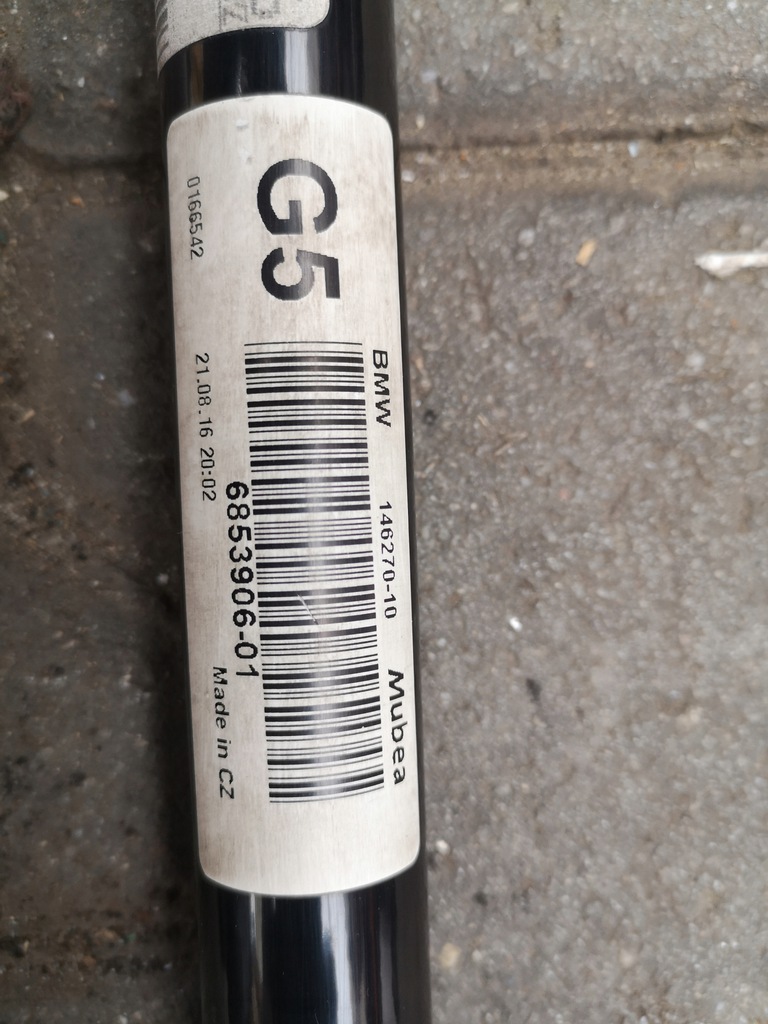 BMW 146270-10 Mubea
G5
6853906-01
0166542 21.08.16 20:02 Made in CZ